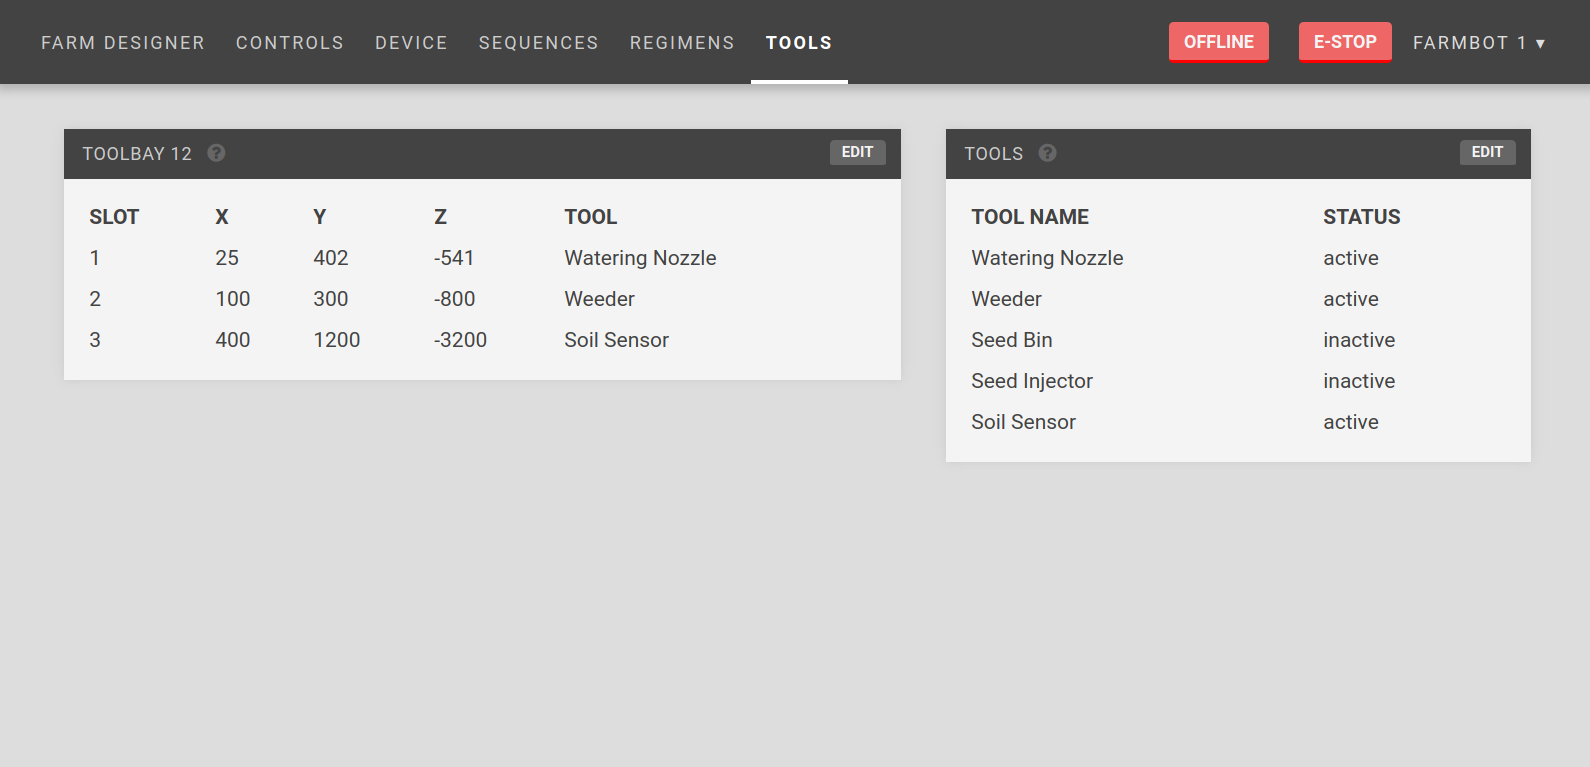 FARM DESIGNER CONTROLS DEVICE SEQUENCES REGIMENS TOOLS OFFLINE E-STOP FARMBOT 1 ▾
TOOLBAY 12 ? EDIT
SLOT X Y Z TOOL
1 25 402 -541 Watering Nozzle
2 100 300 -800 Weeder
3 400 1200 -3200 Soil Sensor
TOOLS ? EDIT
TOOL NAME STATUS
Watering Nozzle active
Weeder active
Seed Bin inactive
Seed Injector inactive
Soil Sensor active